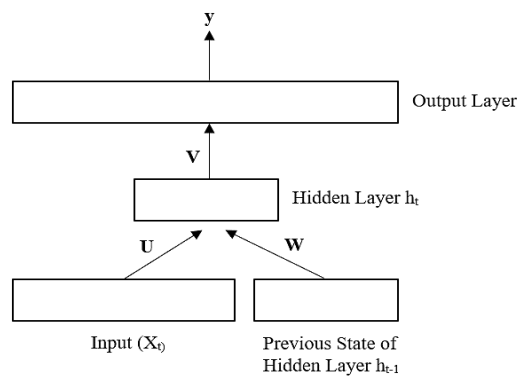 y
Output Layer
V
Hidden Layer hₜ
U
W
Input (Xₜ)
Previous State of
Hidden Layer hₜ₋₁